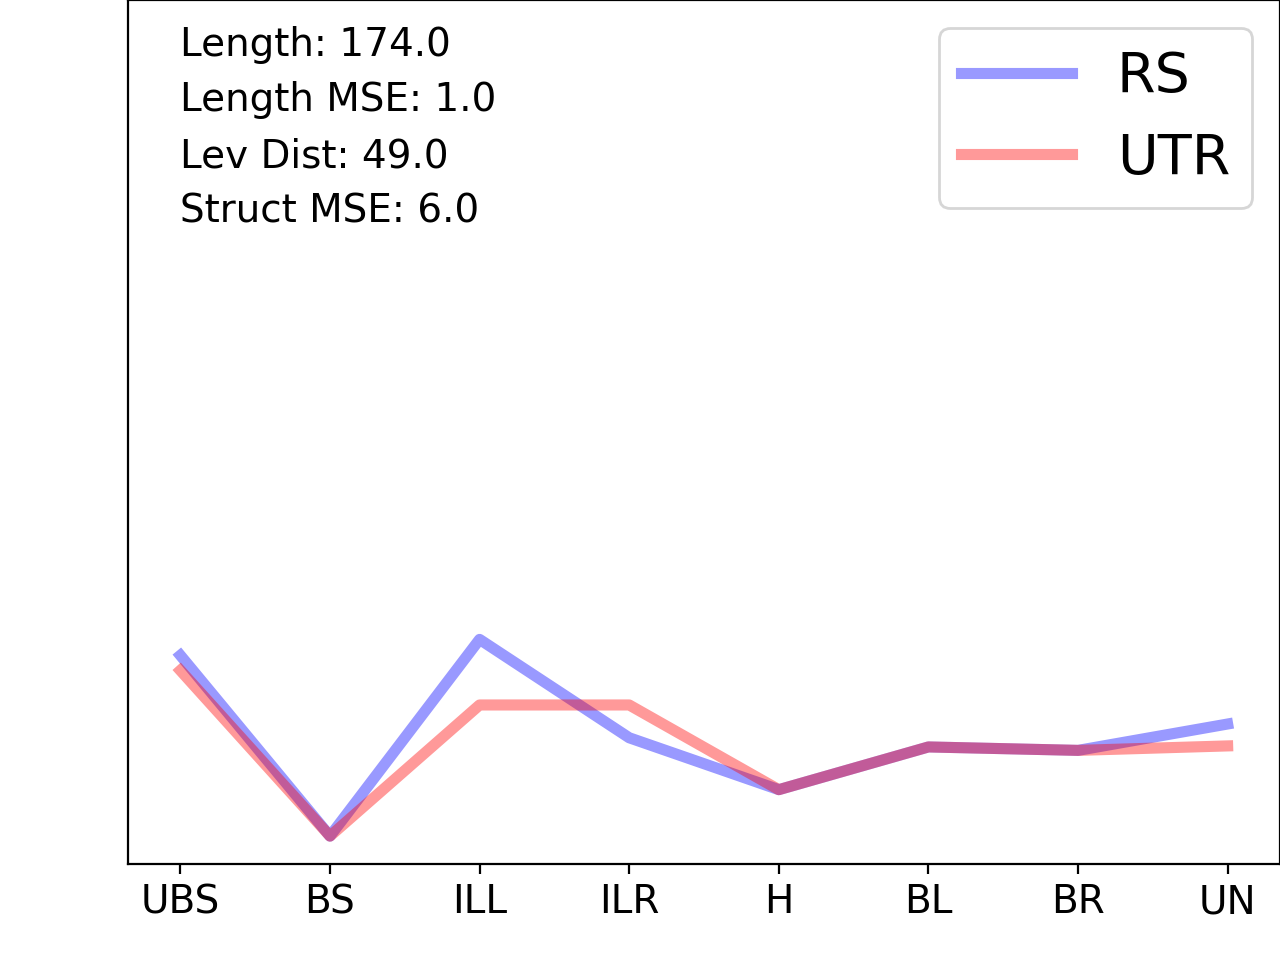 Length: 174.0
Length MSE: 1.0
Lev Dist: 49.0
Struct MSE: 6.0
RS
UTR
UBS BS ILL ILR H BL BR UN